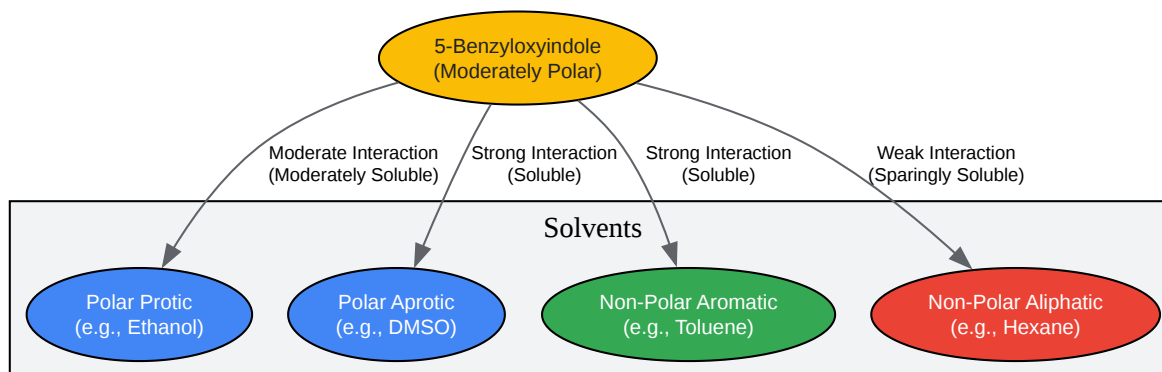 5-Benzyloxyindole
(Moderately Polar)
Moderate Interaction
(Moderately Soluble)
Strong Interaction
(Soluble)
Strong Interaction
(Soluble)
Weak Interaction
(Sparingly Soluble)
Solvents
Polar Protic
(e.g., Ethanol)
Polar Aprotic
(e.g., DMSO)
Non-Polar Aromatic
(e.g., Toluene)
Non-Polar Aliphatic
(e.g., Hexane)